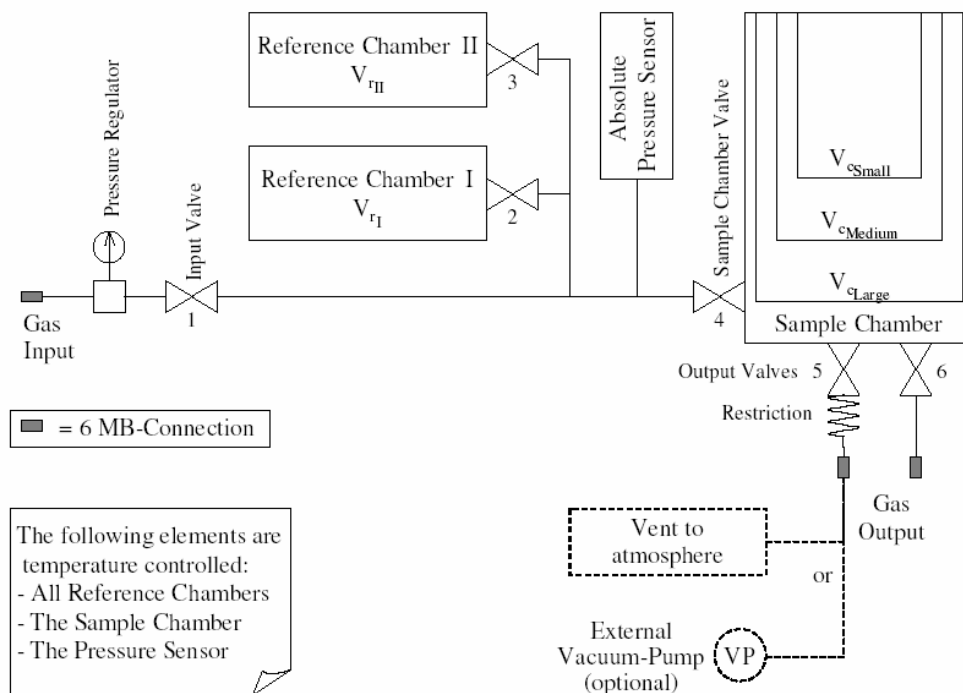 Reference Chamber II
V_rII
3
Reference Chamber I
V_rI
2
Absolute
Pressure Sensor
Sample Chamber Valve
4
V_cSmall
V_cMedium
V_cLarge
Sample Chamber
Pressure Regulator
Input Valve
1
Gas
Input
Output Valves
5
6
Restriction
= 6 MB-Connection
Gas
Output
Vent to
atmosphere
or
External
Vacuum-Pump
(optional)
VP
The following elements are
temperature controlled:
- All Reference Chambers
- The Sample Chamber
- The Pressure Sensor